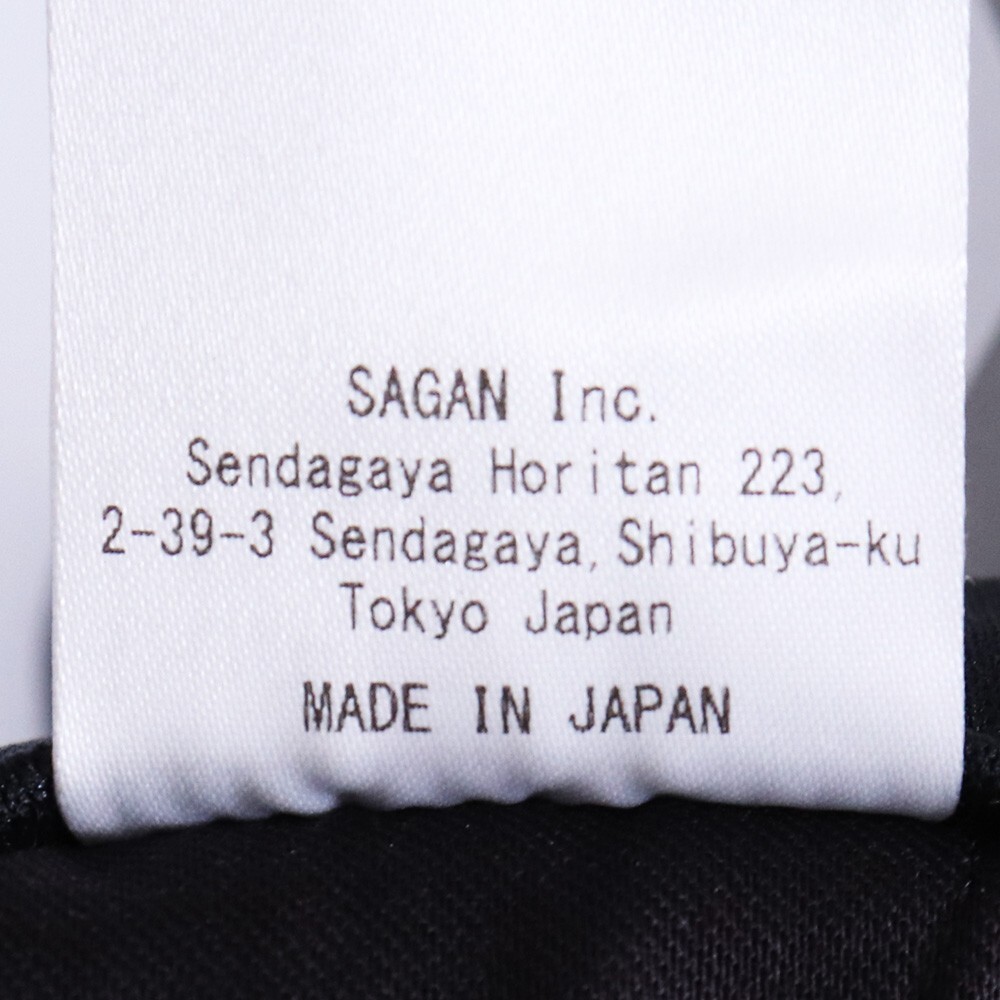 SAGAN Inc.
Sendagaya Horitan 223,
2-39-3 Sendagaya, Shibuya-ku
Tokyo Japan
MADE IN JAPAN